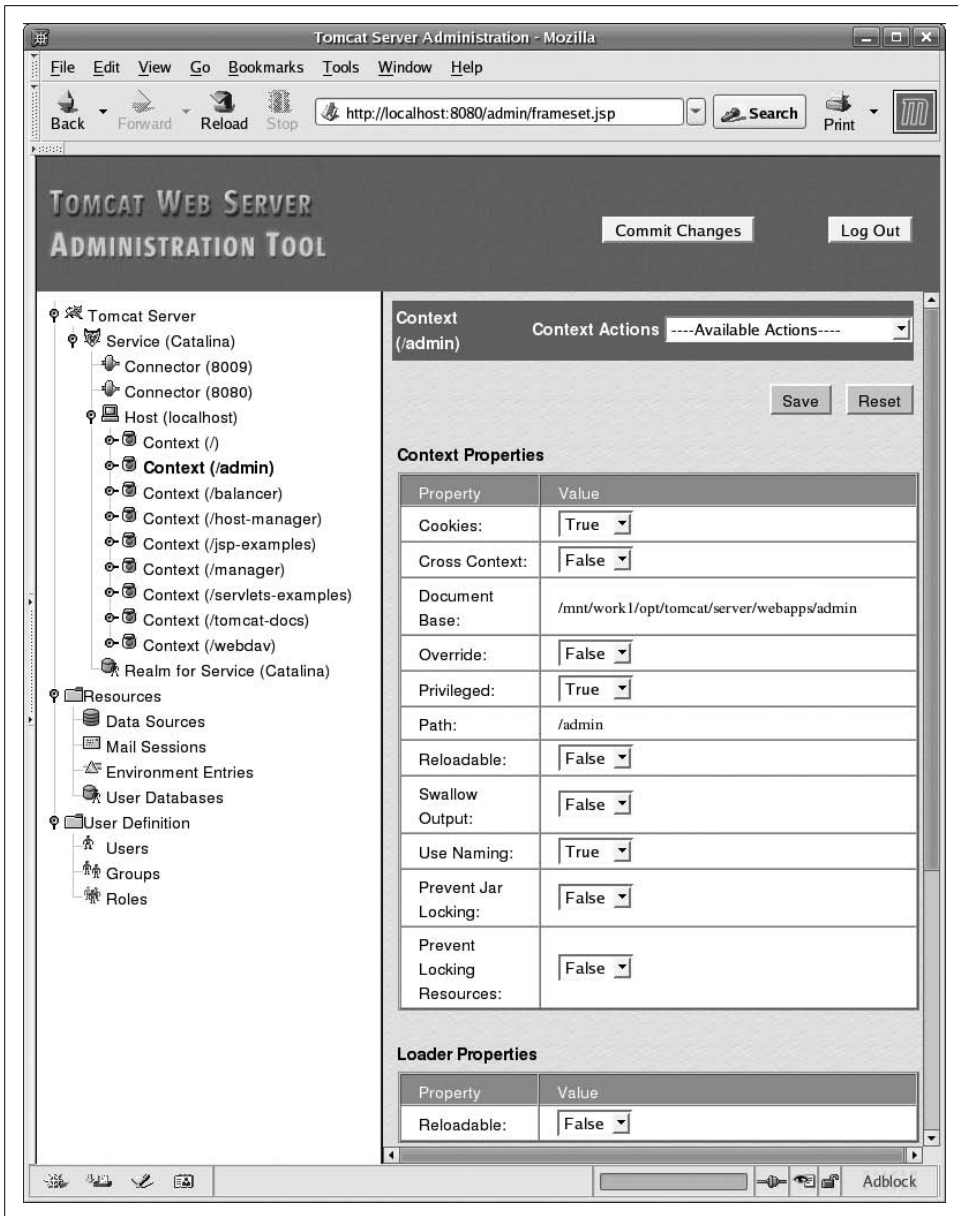 Tomcat Server Administration - Mozilla
File Edit View Go Bookmarks Tools Window Help
Back Forward Reload Stop http://localhost:8080/admin/frameset.jsp Search Print
TOMCAT WEB SERVER
ADMINISTRATION TOOL
Commit Changes Log Out
Tomcat Server
Service (Catalina)
Connector (8009)
Connector (8080)
Host (localhost)
Context (/)
Context (/admin)
Context (/balancer)
Context (/host-manager)
Context (/jsp-examples)
Context (/manager)
Context (/servlets-examples)
Context (/tomcat-docs)
Context (/webdav)
Realm for Service (Catalina)
Resources
Data Sources
Mail Sessions
Environment Entries
User Databases
User Definition
Users
Groups
Roles
Context
(/admin)
Context Actions ----Available Actions----
Save Reset
Context Properties
Property Value
Cookies: True
Cross Context: False
Document
Base:
/mnt/work1/opt/tomcat/server/webapps/admin
Override: False
Privileged: True
Path: /admin
Reloadable: False
Swallow
Output:
False
Use Naming: True
Prevent Jar
Locking:
False
Prevent
Locking
Resources:
False
Loader Properties
Property Value
Reloadable: False
Adblock